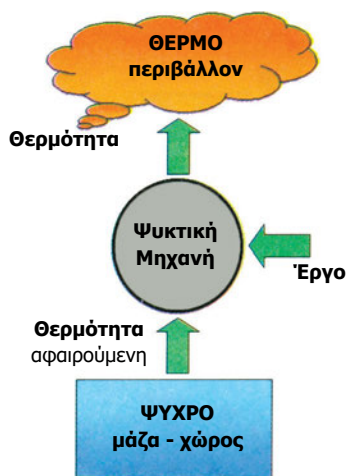 ΘΕΡΜΟ
περιβάλλον
Θερμότητα
Ψυκτική
Μηχανή
Έργο
Θερμότητα
αφαιρούμενη
ΨΥΧΡΟ
μάζα - χώρος